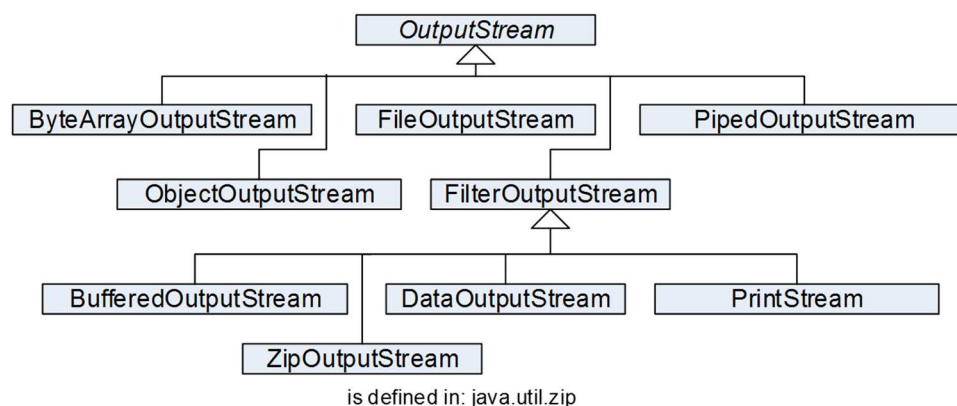 OutputStream
ByteArrayOutputStream
FileOutputStream
PipedOutputStream
ObjectOutputStream
FilterOutputStream
BufferedOutputStream
DataOutputStream
PrintStream
ZipOutputStream
is defined in: java.util.zip